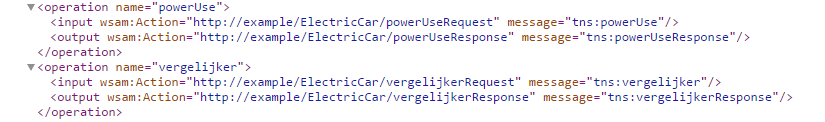 ▼<operation name="powerUse">
<input wsam:Action="http://example/ElectricCar/powerUseRequest" message="tns:powerUse"/>
<output wsam:Action="http://example/ElectricCar/powerUseResponse" message="tns:powerUseResponse"/>
</operation>
▼<operation name="vergelijker">
<input wsam:Action="http://example/ElectricCar/vergelijkerRequest" message="tns:vergelijker"/>
<output wsam:Action="http://example/ElectricCar/vergelijkerResponse" message="tns:vergelijkerResponse"/>
</operation>